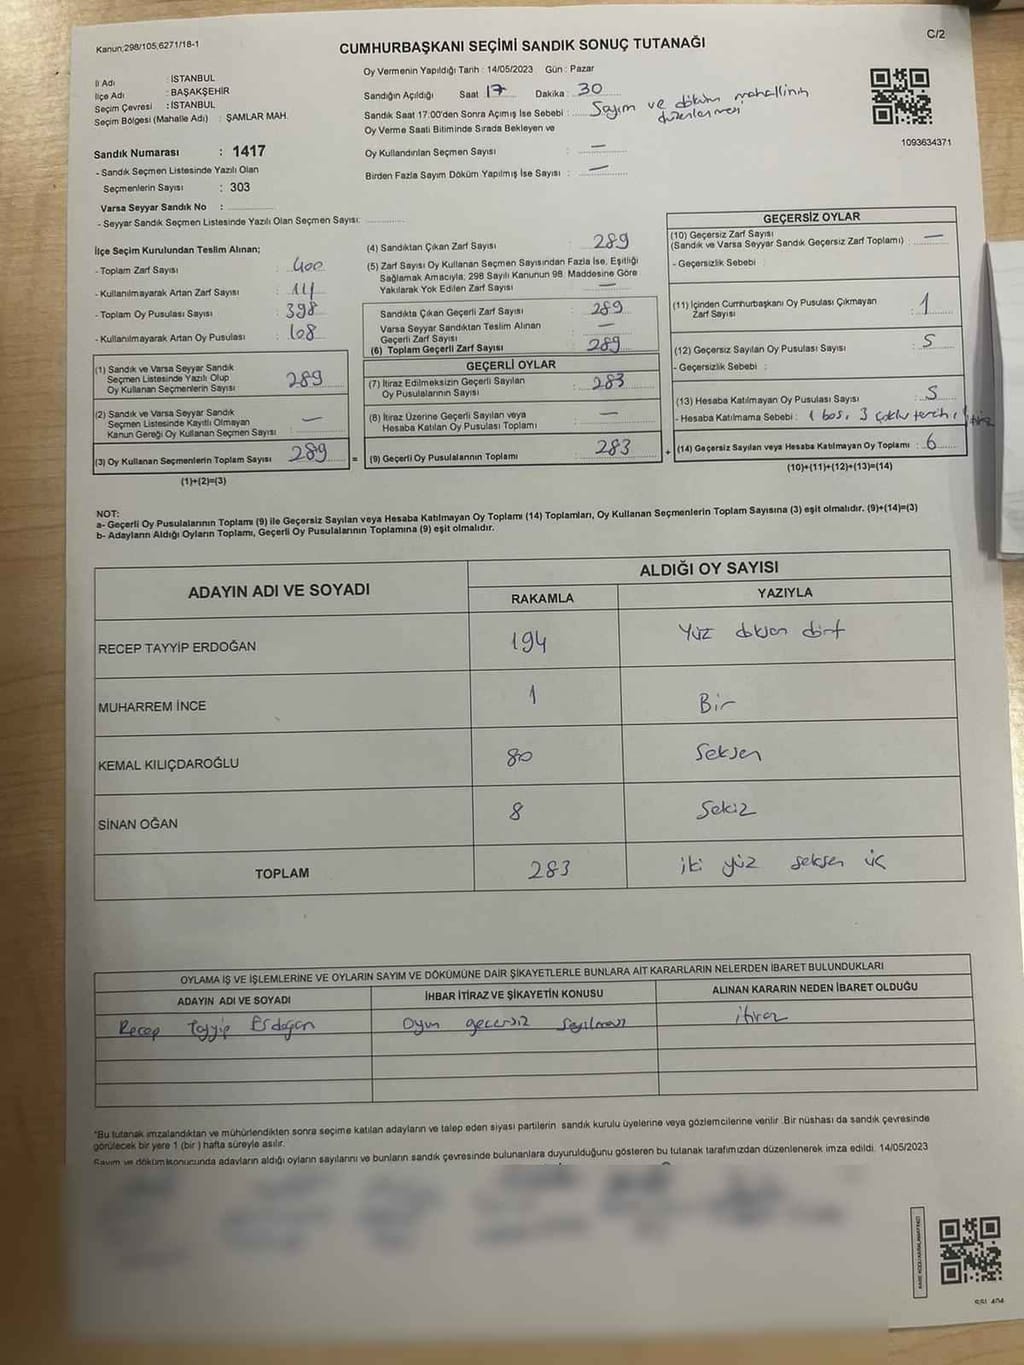 Kanun:298/105,6271/18-1
C/2
CUMHURBAŞKANI SEÇİMİ SANDIK SONUÇ TUTANAĞI
İl Adı : İSTANBUL
İlçe Adı : BAŞAKŞEHİR
Seçim Çevresi : İSTANBUL
Seçim Bölgesi (Mahalle Adı) : ŞAMLAR MAH.
Sandık Numarası : 1417
- Sandık Seçmen Listesinde Yazılı Olan
Seçmenlerin Sayısı : 303
Varsa Seyyar Sandık No :
- Seyyar Sandık Seçmen Listesinde Yazılı Olan Seçmen Sayısı:
Oy Vermenin Yapıldığı Tarih : 14/05/2023 Gün : Pazar
Sandığın Açıldığı Saat 17 Dakika : 30
Sandık Saat 17:00'den Sonra Açımış İse Sebebi : Sayım ve döküm mahallinin
düzenlenmesi
Oy Verme Saati Bitiminde Sırada Bekleyen ve
Oy Kullandırılan Seçmen Sayısı : —
Birden Fazla Sayım Döküm Yapılmış İse Sayısı : —
1093634371
İlçe Seçim Kurulundan Teslim Alınan;
- Toplam Zarf Sayısı : 400
- Kullanılmayarak Artan Zarf Sayısı : 111
- Toplam Oy Pusulası Sayısı : 398
- Kullanılmayarak Artan Oy Pusulası : 108
(1) Sandık ve Varsa Seyyar Sandık
Seçmen Listesinde Yazılı Olup
Oy Kullanan Seçmenlerin Sayısı : 289
(2) Sandık ve Varsa Seyyar Sandık
Seçmen Listesinde Kayıtlı Olmayan
Kanun Gereği Oy Kullanan Seçmen Sayısı : —
(3) Oy Kullanan Seçmenlerin Toplam Sayısı 289 =
(1)+(2)=(3)
(4) Sandıktan Çıkan Zarf Sayısı : 289
(5) Zarf Sayısı Oy Kullanan Seçmen Sayısından Fazla İse, Eşitliği
Sağlamak Amacıyla; 298 Sayılı Kanunun 98. Maddesine Göre
Yakılarak Yok Edilen Zarf Sayısı : —
Sandıkta Çıkan Geçerli Zarf Sayısı : 289
Varsa Seyyar Sandıktan Teslim Alınan
Geçerli Zarf Sayısı : —
(6) Toplam Geçerli Zarf Sayısı : 289
GEÇERLİ OYLAR
(7) İtiraz Edilmeksizin Geçerli Sayılan
Oy Pusulalarının Sayısı : 283
(8) İtiraz Üzerine Geçerli Sayılan veya
Hesaba Katılan Oy Pusulası Toplamı : —
(9) Geçerli Oy Pusulalarının Toplamı : 283 +
GEÇERSİZ OYLAR
(10) Geçersiz Zarf Sayısı
(Sandık ve Varsa Seyyar Sandık Geçersiz Zarf Toplamı) : —
- Geçersizlik Sebebi :
(11) İçinden Cumhurbaşkanı Oy Pusulası Çıkmayan
Zarf Sayısı : 1
(12) Geçersiz Sayılan Oy Pusulası Sayısı : 5
- Geçersizlik Sebebi :
(13) Hesaba Katılmayan Oy Pusulası Sayısı : 5
- Hesaba Katılmama Sebebi : 1 boş, 3 çoklu tercih, 1 itiraz
(14) Geçersiz Sayılan veya Hesaba Katılmayan Oy Toplamı : 6
(10)+(11)+(12)+(13)=(14)
NOT:
a- Geçerli Oy Pusulalarının Toplamı (9) ile Geçersiz Sayılan veya Hesaba Katılmayan Oy Toplamı (14) Toplamları, Oy Kullanan Seçmenlerin Toplam Sayısına (3) eşit olmalıdır. (9)+(14)=(3)
b- Adayların Aldığı Oyların Toplamı, Geçerli Oy Pusulalarının Toplamına (9) eşit olmalıdır.
ADAYIN ADI VE SOYADI
ALDIĞI OY SAYISI
RAKAMLA YAZIYLA
RECEP TAYYİP ERDOĞAN 194 Yüz doksan dört
MUHARREM İNCE 1 Bir
KEMAL KILIÇDAROĞLU 80 Seksen
SİNAN OĞAN 8 Sekiz
TOPLAM 283 iki yüz seksen üç
OYLAMA İŞ VE İŞLEMLERİNE VE OYLARIN SAYIM VE DÖKÜMÜNE DAİR ŞİKAYETLERLE BUNLARA AİT KARARLARIN NELERDEN İBARET BULUNDUKLARI
ADAYIN ADI VE SOYADI İHBAR İTİRAZ VE ŞİKAYETİN KONUSU ALINAN KARARIN NEDEN İBARET OLDUĞU
Recep Tayyip Erdoğan Oyun geçersiz sayılması itiraz
*Bu tutanak imzalandıktan ve mühürlendikten sonra seçime katılan adayların ve talep eden siyasi partilerin sandık kurulu üyelerine veya gözlemcilerine verilir. Bir nüshası da sandık çevresinde
görülecek bir yere 1 (bir) hafta süreyle asılır.
Sayım ve döküm sonucunda adayların aldığı oyların sayılarını ve bunların sandık çevresinde bulunanlara duyurulduğunu gösteren bu tutanak tarafımızdan düzenlenerek imza edildi. 14/05/2023